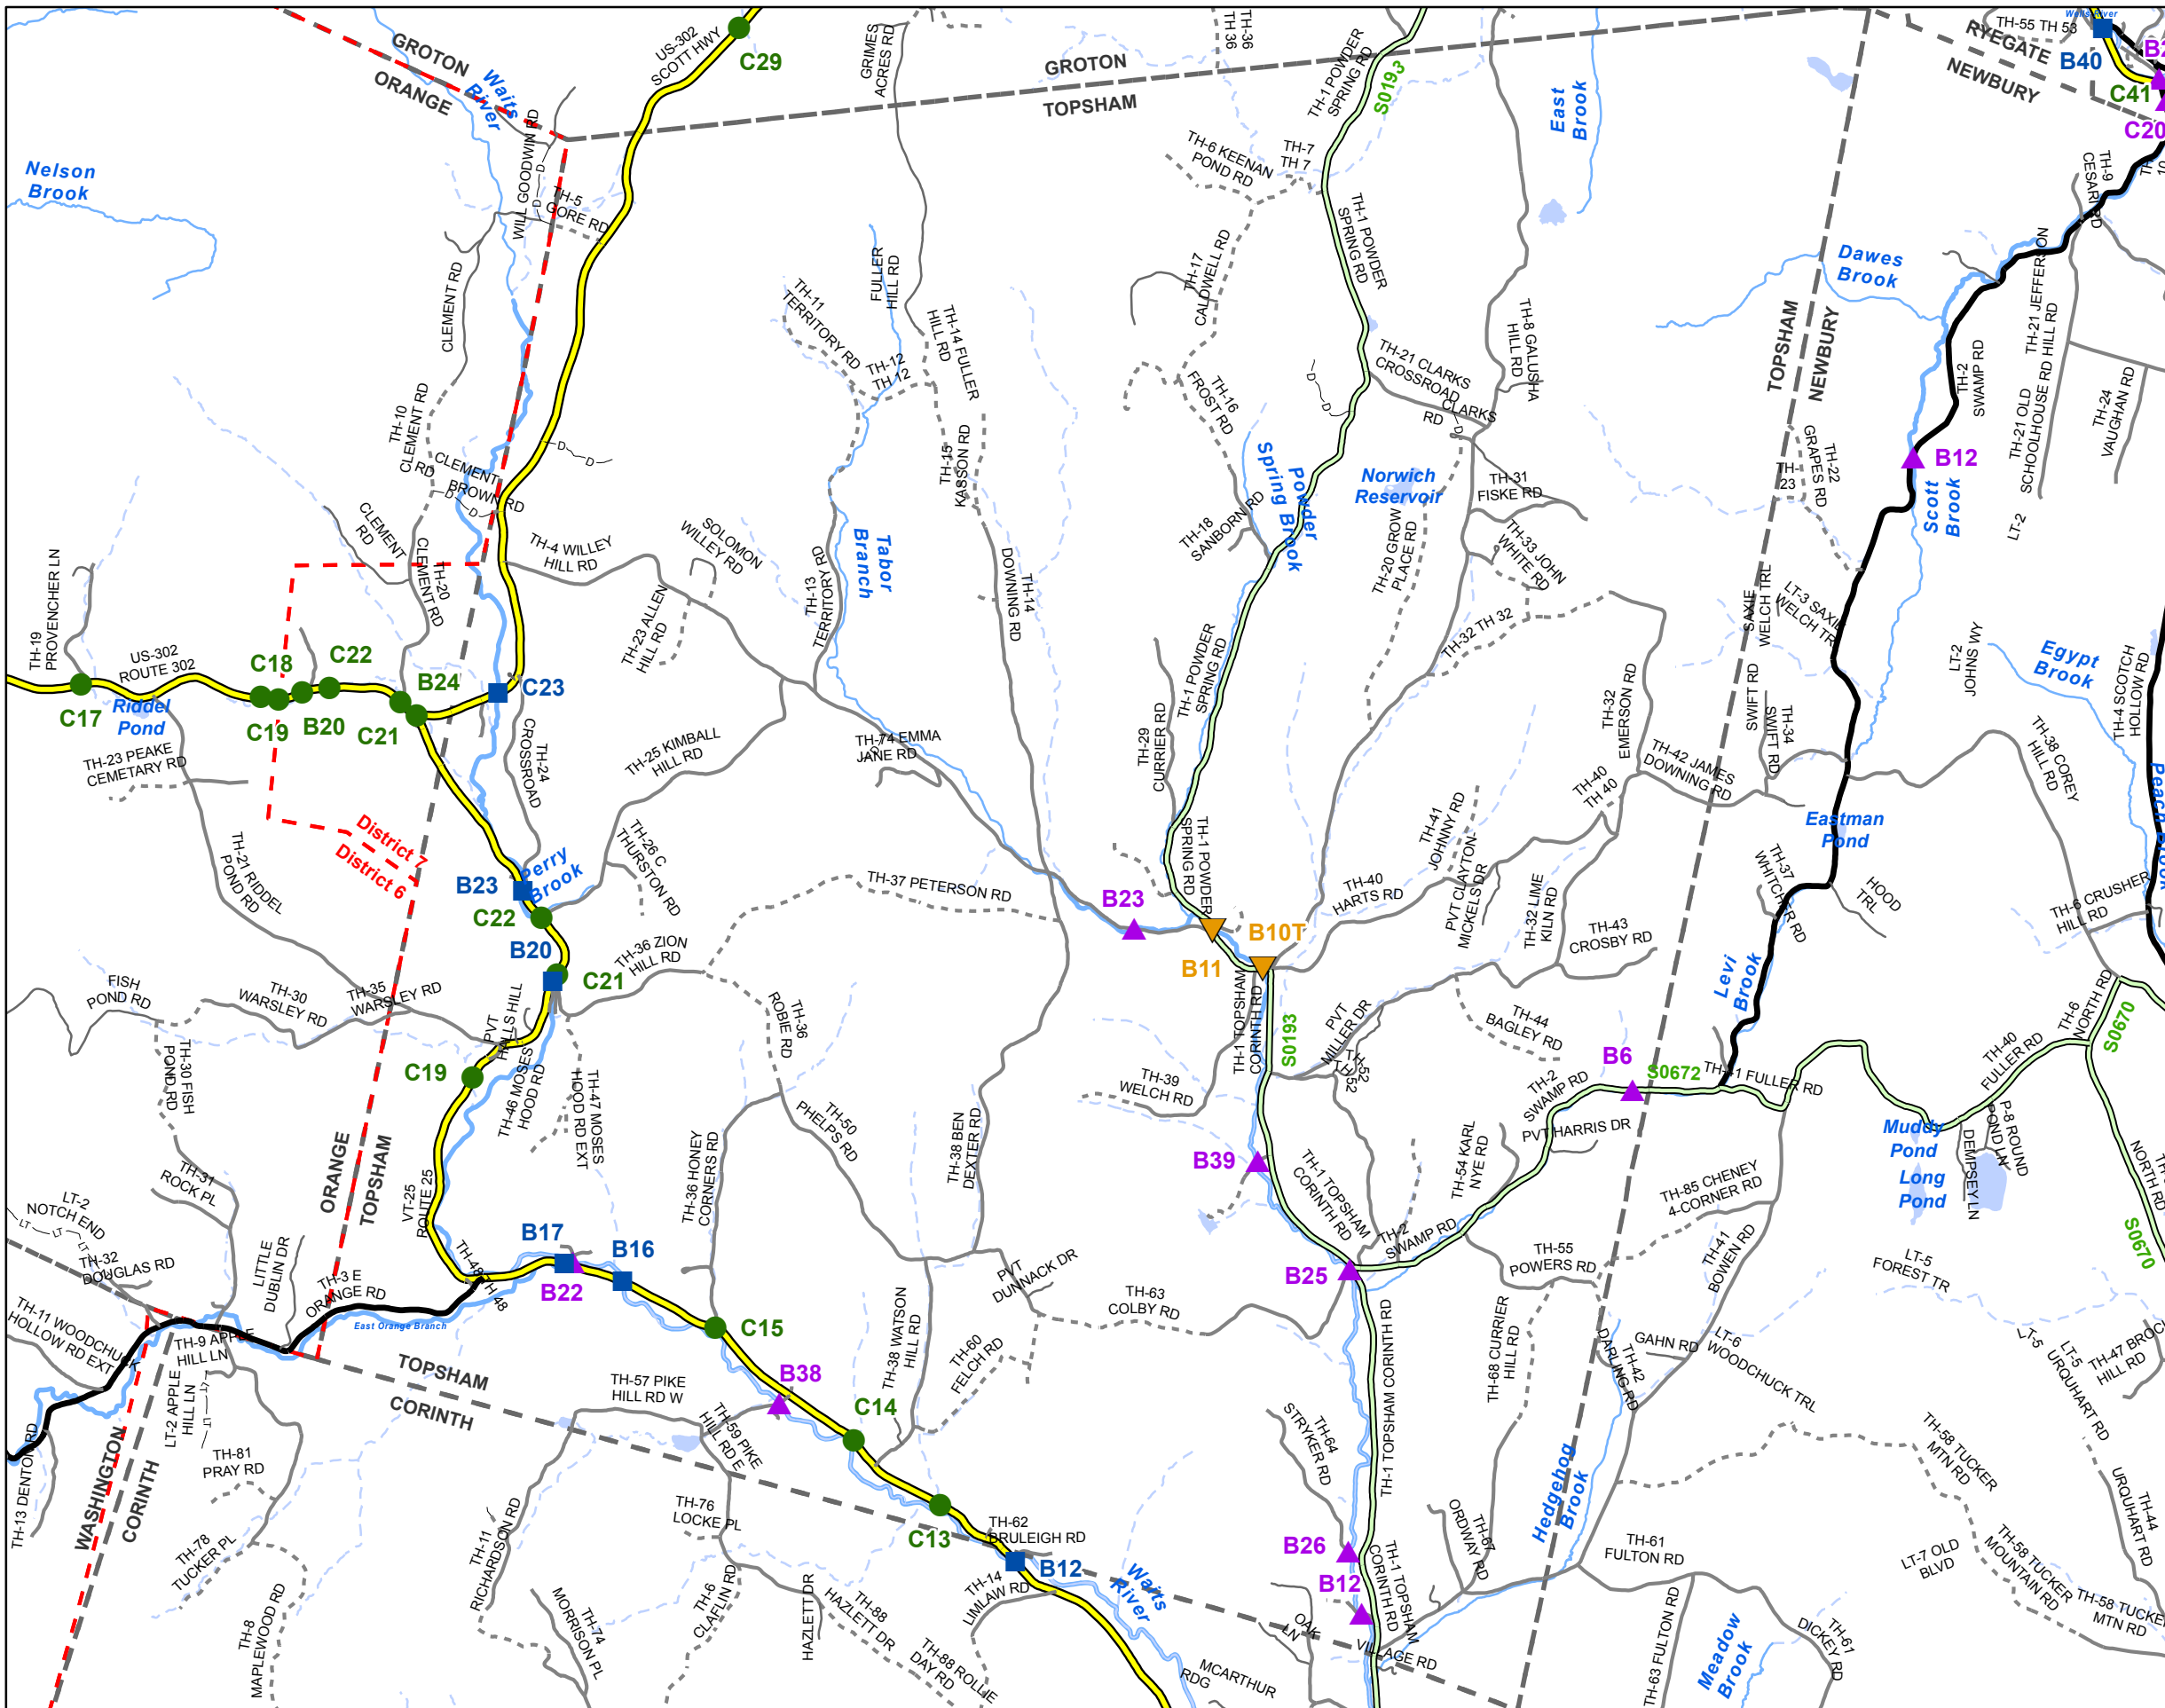 GROTON
ORANGE
Waits
River
US-302
SCOTT HWY
C29
GRIMES
ACRES RD
TH-36
TH 36
GROTON
TOPSHAM
TH-1 POWDER
SPRING RD
S0193
East
Brook
TH-55 TH 53
Wells River
RYEGATE
NEWBURY
B40
C41
C20
Nelson
Brook
WILL GOODWIN RD
TH-5
GORE RD
TH-6 KEENAN
POND RD
TH-7
TH 7
TH-9
CESARI RD
CLEMENT RD
FULLER
HILL RD
TH-11
TERRITORY RD
TH-12
TH 12
TH-14 FULLER
HILL RD
TH-17
CALDWELL RD
TH-1 POWDER
SPRING RD
TH-8 GALUSHA
HILL RD
TOPSHAM
NEWBURY
Dawes
Brook
TH-21 JEFFERSON
HILL RD
TH-21 OLD
SCHOOLHOUSE RD
TH-2
SWAMP RD
TH-24
VAUGHAN RD
TH-10
CLEMENT RD
CLEMENT
RD
BROWN RD
TH-15
KASSON RD
TH-16
FROST RD
TH-21 CLARKS
CROSSROAD
CLARKS
RD
TH-22
GRAPES RD
TH-
23
B12
Scott
Brook
LT-2
CLEMENT
RD
TH-20
CLEMENT RD
TH-4 WILLEY
HILL RD
SOLOMON
WILLEY RD
TH-23 ALLEN
HILL RD
TH-13
TERRITORY RD
Tabor
Branch
TH-14
DOWNING RD
TH-18
SANBORN RD
Powder
Spring Brook
Norwich
Reservoir
TH-31
FISKE RD
TH-33 JOHN
WHITE RD
TH-20 GROW
PLACE RD
TH-32 TH 32
SAXIE
WELCH TRL
LT-3 SAXIE
WELCH TRL
TH-19
PROVENCHER LN
US-302
ROUTE 302
C17
Riddel
Pond
C18
C22
C19
B20
C21
B24
C23
TH-23 PEAKE
CEMETARY RD
TH-24
CROSSROAD
TH-25 KIMBALL
HILL RD
TH-74 EMMA
JANE RD
TH-29
CURRIER RD
TH-1 POWDER
SPRING RD
TH-32
EMERSON RD
TH-42 JAMES
DOWNING RD
SWIFT RD
TH-34
SWIFT RD
LT-2
JOHNS WY
Egypt
Brook
TH-4 SCOTCH
HOLLOW RD
TH-38 COREY
HILL RD
Peach Brook
District 7
District 6
TH-21 RIDDEL
POND RD
B23
Perry
Brook
C22
TH-26 C
THURSTON RD
TH-37 PETERSON RD
B23
TH-1 POWDER
SPRING RD
B10T
B11
TH-40
HARTS RD
TH-41
JOHNNY RD
PVT CLAYTON-
MICKELS DR
TH-40
TH 40
TH-32 LIME
KILN RD
TH-43
CROSBY RD
Eastman
Pond
TH-37
WHITCHER RD
HOOD
TRL
TH-6 CRUSHER
HILL RD
FISH
POND RD
TH-30
WARSLEY RD
TH-35
WARSLEY RD
B20
C21
TH-36 ZION
HILL RD
PVT
HALLS HILL
TH-36
ROBIE RD
TH-1 TOPSHAM
CORINTH RD
S0193
PVT
MILLER DR
TH-52
TH 52
TH-44
BAGLEY RD
Levi
Brook
TH-6
NORTH RD
S0670
TH-30 FISH
POND RD
C19
TH-46 MOSES
HOOD RD
TH-47 MOSES
HOOD RD EXT
TH-50
PHELPS RD
TH-39
WELCH RD
TH-2
SWAMP RD
B6
S0672
TH-41 FULLER RD
TH-40
FULLER RD
ORANGE
TOPSHAM
TH-31
ROCK PL
VT-25
ROUTE 25
TH-36 HONEY
CORNERS RD
TH-38 BEN
DEXTER RD
B39
TH-1 TOPSHAM
CORINTH RD
TH-54 KARL
NYE RD
PVT HARRIS DR
TH-85 CHENEY
4-CORNER RD
Muddy
Pond
Long
Pond
P-8 ROUND
POND LN
DEMPSEY LN
NORTH RD
S0670
LT-2
NOTCH END
TH-32
DOUGLAS RD
LITTLE
DUBLIN DR
TH-3 E
ORANGE RD
TH-48 TH 48
B17
B22
B16
PVT
DUNNACK DR
TH-63
COLBY RD
B25
TH-2
SWAMP RD
TH-55
POWERS RD
TH-41
BOWEN RD
LT-5
FOREST TR
TH-11 WOODCHUCK
HOLLOW RD EXT
TH-9 APPLE
HILL LN
East Orange Branch
C15
B38
TH-38 WATSON
HILL RD
TH-60
FELCH RD
TH-1 TOPSHAM CORINTH RD
TH-68 CURRIER
HILL RD
TH-42
DARLING RD
GAHN RD
LT-6
WOODCHUCK TRL
LT-5
LT-5
URQUHART RD
TH-47 BROCK
HILL RD
TOPSHAM
CORINTH
TH-57 PIKE
HILL RD W
TH-59 PIKE
HILL RD E
C14
LT-2 APPLE
HILL LN
TH-13 DENTON RD
WASHINGTON
CORINTH
TH-81
PRAY RD
TH-64
STRYKER RD
TH-58 TUCKER
MTN RD
TH-78
TUCKER PL
TH-11
RICHARDSON RD
TH-76
LOCKE PL
C13
TH-62
BRULEIGH RD
B12
B26
B12
TH-67
ORDWAY RD
Hedgehog
Brook
TH-61
FULTON RD
LT-7 OLD
BLVD
TH-58 TUCKER
MOUNTAIN RD
TH-44
URQUHART RD
TH-58 TUCKER
MTN RD
TH-8
MAPLEWOOD RD
TH-74
MORRISON PL
TH-6
CLAFLIN RD
HAZLETT DR
TH-88
HAZLETT DR
TH-88 ROLLIE
DAY RD
TH-14
UMLAW RD
Waits
River
MCARTHUR
RDG
OAK
LN
TH-1 TOPSHAM
CORINTH RD
VILLAGE RD
TH-63 FULTON RD
Meadow
Brook
TH-61
DICKEY RD